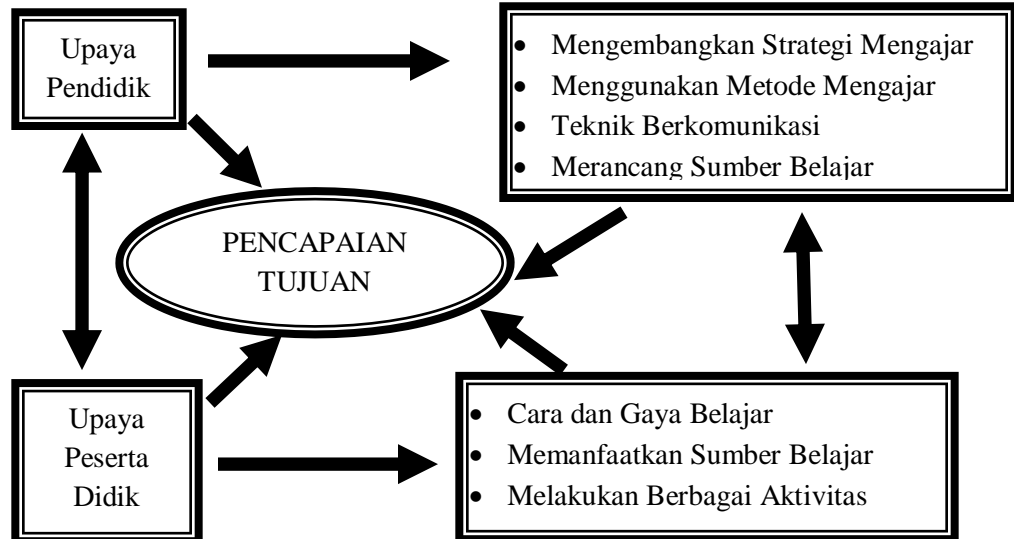 Upaya
Pendidik
• Mengembangkan Strategi Mengajar
• Menggunakan Metode Mengajar
• Teknik Berkomunikasi
• Merancang Sumber Belajar
PENCAPAIAN
TUJUAN
Upaya
Peserta
Didik
• Cara dan Gaya Belajar
• Memanfaatkan Sumber Belajar
• Melakukan Berbagai Aktivitas